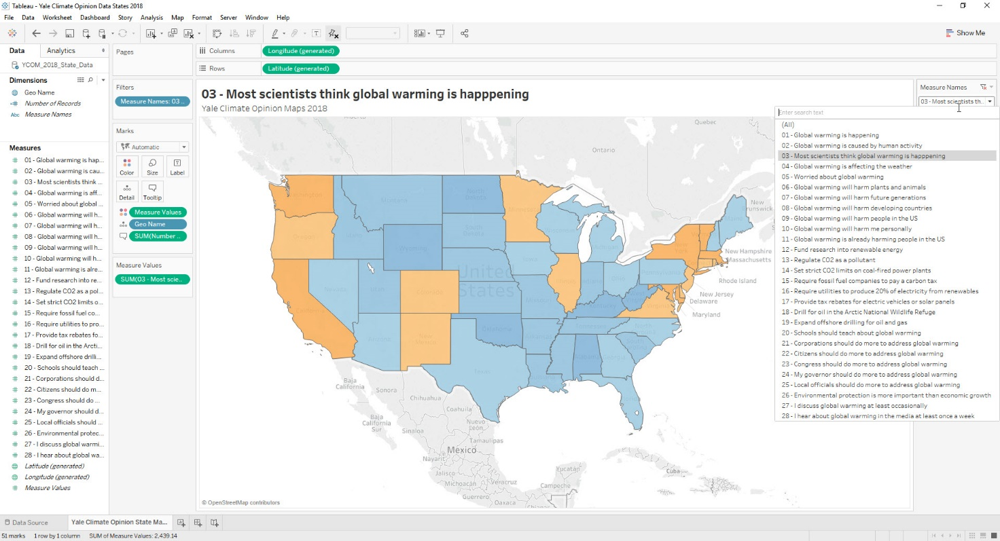 Tableau - Yale Climate Opinion Data States 2018
File Data Worksheet Dashboard Story Analysis Map Format Server Window Help
Show Me
Data Analytics
YCOM_2018_State_Data
Dimensions
Geo Name
Number of Records
Abc Measure Names
Measures
01 - Global warming is hap...
02 - Global warming is cau...
03 - Most scientists think ...
04 - Global warming is aff...
05 - Worried about global ...
06 - Global warming will h...
07 - Global warming will h...
08 - Global warming will h...
09 - Global warming will h...
10 - Global warming will h...
11 - Global warming is alre...
12 - Fund research into re...
13 - Regulate CO2 as a pol...
14 - Set strict CO2 limits o...
15 - Require fossil fuel co...
16 - Require utilities to pro...
17 - Provide tax rebates fo...
18 - Drill for oil in the Arcti...
19 - Expand offshore drilli...
20 - Schools should teach ...
21 - Corporations should d...
22 - Citizens should do m...
23 - Congress should do ...
24 - My governor should d...
25 - Local officials should ...
26 - Environmental protec...
27 - I discuss global warmi...
28 - I hear about global wa...
Latitude (generated)
Longitude (generated)
Measure Values
Pages
Filters
Measure Names: 03 ..
Marks
Automatic
Color Size Label
Detail Tooltip
Measure Values
Geo Name
SUM(Number ..
Measure Values
SUM(03 - Most scie..
Columns Longitude (generated)
Rows Latitude (generated)
03 - Most scientists think global warming is happpening
Yale Climate Opinion Maps 2018
Alberta
Quebec
Ontario
New
Brunswick
Washington
Montana
North
Dakota
Minnesota
Oregon
Idaho
South
Dakota
Wisconsin
Michigan
Maine
New
York
New Hampshire
Massachusetts
Wyoming
Iowa
Pennsylvania
Rhode Island
Nevada
Utah
Colorado
United
States
Illinois
Indiana
Ohio
New Jersey
Delaware
Maryland
California
Missouri
Kentucky
West
Virginia
Virginia
Arizona
New
Mexico
Oklahoma
Arkansas
Tennessee
North
Carolina
South
Carolina
Texas
Louisiana
Alabama
Georgia
Baja
California
Sonora
Chihuahua
Coahuila
Baja
California
Sur
Sinaloa
Nuevo
León
Tamaulipas
Mexico
Nayarit
Jalisco
Michoacán
Veracruz
Guerrero
Oaxaca
Yucatan
Campeche
Chiapas
Cuba
© OpenStreetMap contributors
Measure Names
03 - Most scientists th..
Enter search text
(All)
01 - Global warming is happening
02 - Global warming is caused by human activity
03 - Most scientists think global warming is happpening
04 - Global warming is affecting the weather
05 - Worried about global warming
06 - Global warming will harm plants and animals
07 - Global warming will harm future generations
08 - Global warming will harm developing countries
09 - Global warming will harm people in the US
10 - Global warming will harm me personally
11 - Global warming is already harming people in the US
12 - Fund research into renewable energy
13 - Regulate CO2 as a pollutant
14 - Set strict CO2 limits on coal-fired power plants
15 - Require fossil fuel companies to pay a carbon tax
16 - Require utilities to produce 20% of electricity from renewables
17 - Provide tax rebates for electric vehicles or solar panels
18 - Drill for oil in the Arctic National Wildlife Refuge
19 - Expand offshore drilling for oil and gas
20 - Schools should teach about global warming
21 - Corporations should do more to address global warming
22 - Citizens should do more to address global warming
23 - Congress should do more to address global warming
24 - My governor should do more to address global warming
25 - Local officials should do more to address global warming
26 - Environmental protection is more important than economic growth
27 - I discuss global warming at least occasionally
28 - I hear about global warming in the media at least once a week
Data Source Yale Climate Opinion State Ma...
51 marks 1 row by 1 column SUM of Measure Values: 2,439.14